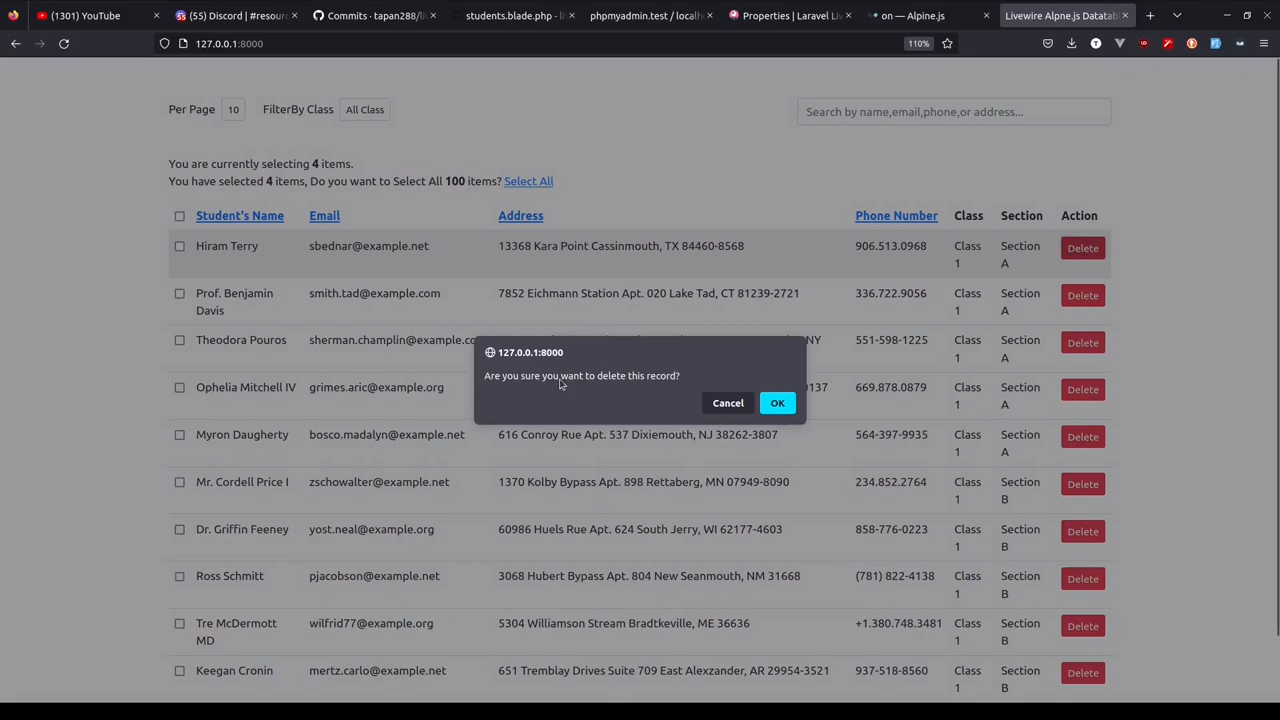 (1301) YouTube
(55) Discord | #resour
Commits · tapan288/liv
students.blade.php - li
phpmyadmin.test / localh
Properties | Laravel Liv
on — Alpine.js
Livewire Alpne.js Datatab
127.0.0.1:8000
110%
Per Page 10 FilterBy Class All Class
Search by name,email,phone,or address...
You are currently selecting 4 items.
You have selected 4 items, Do you want to Select All 100 items? Select All
Student's Name Email Address Phone Number Class Section Action
Hiram Terry sbednar@example.net 13368 Kara Point Cassinmouth, TX 84460-8568 906.513.0968 Class 1 Section A Delete
Prof. Benjamin Davis smith.tad@example.com 7852 Eichmann Station Apt. 020 Lake Tad, CT 81239-2721 336.722.9056 Class 1 Section A Delete
Theodora Pouros sherman.champlin@example.co NY 551-598-1225 Class 1 Section A Delete
127.0.0.1:8000
Are you sure you want to delete this record?
Cancel OK
Ophelia Mitchell IV grimes.aric@example.org 0137 669.878.0879 Class 1 Section A Delete
Myron Daugherty bosco.madalyn@example.net 616 Conroy Rue Apt. 537 Dixiemouth, NJ 38262-3807 564-397-9935 Class 1 Section A Delete
Mr. Cordell Price I zschowalter@example.org 1370 Kolby Bypass Apt. 898 Rettaberg, MN 07949-8090 234.852.2764 Class 1 Section B Delete
Dr. Griffin Feeney yost.neal@example.org 60986 Huels Rue Apt. 624 South Jerry, WI 62177-4603 858-776-0223 Class 1 Section B Delete
Ross Schmitt pjacobson@example.net 3068 Hubert Bypass Apt. 804 New Seanmouth, NM 31668 (781) 822-4138 Class 1 Section B Delete
Tre McDermott MD wilfrid77@example.org 5304 Williamson Stream Bradtkeville, ME 36636 +1.380.748.3481 Class 1 Section B Delete
Keegan Cronin mertz.carlo@example.org 651 Tremblay Drives Suite 709 East Alexzander, AR 29954-3521 937-518-8560 Class 1 Section B Delete